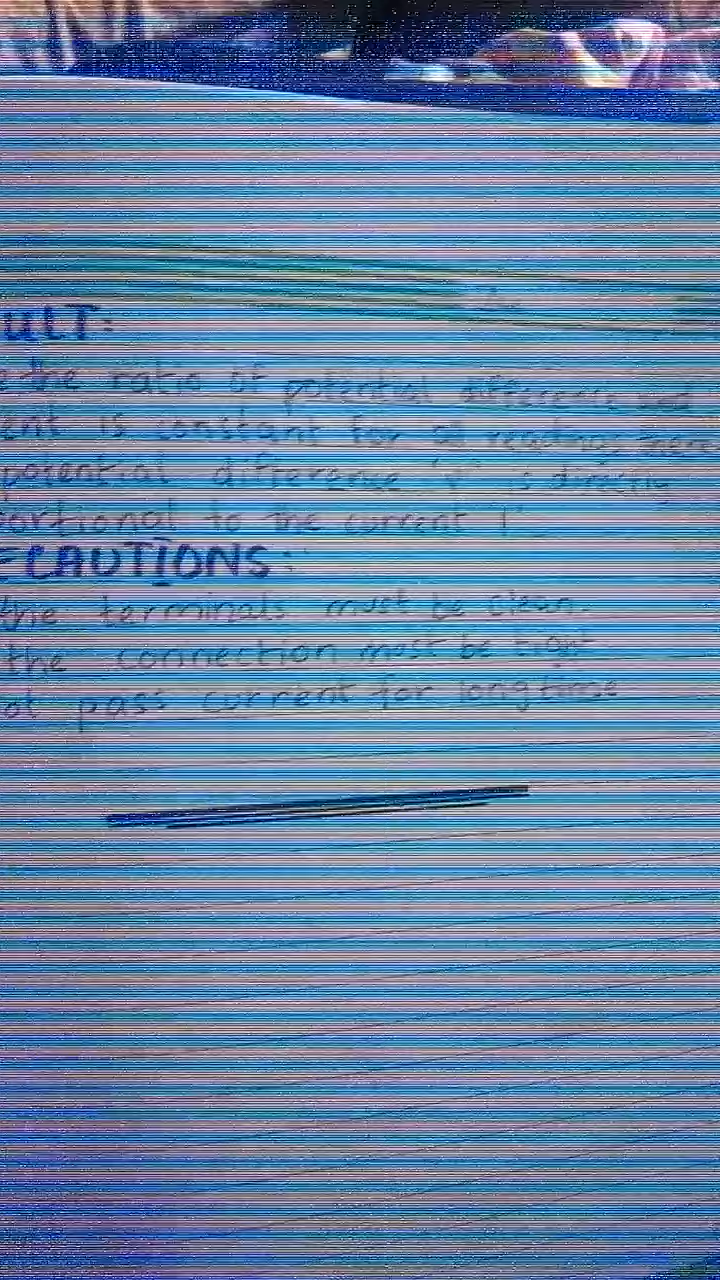 ULT:
the ratio of potential difference and
ent is constant for all readings
potential difference 'V' is directly
ortional to the current 'I'
ECAUTIONS:
the terminals must be clean.
the connection must be tight
ot pass current for long time